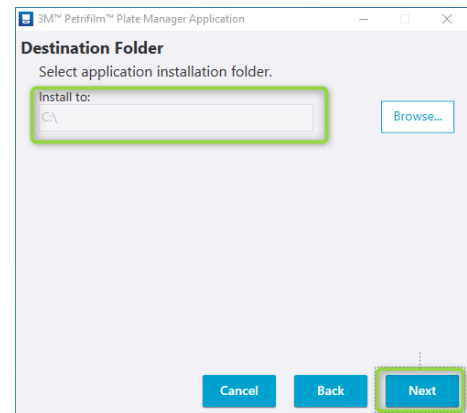 3M™ Petrifilm™ Plate Manager Application
Destination Folder
Select application installation folder.
Install to:
C:\
Browse...
Cancel Back Next